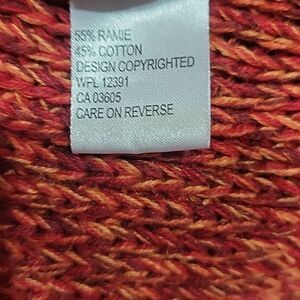 55% RAMIE
45% COTTON
DESIGN COPYRIGHTED
WPL 12391
CA 03605
CARE ON REVERSE